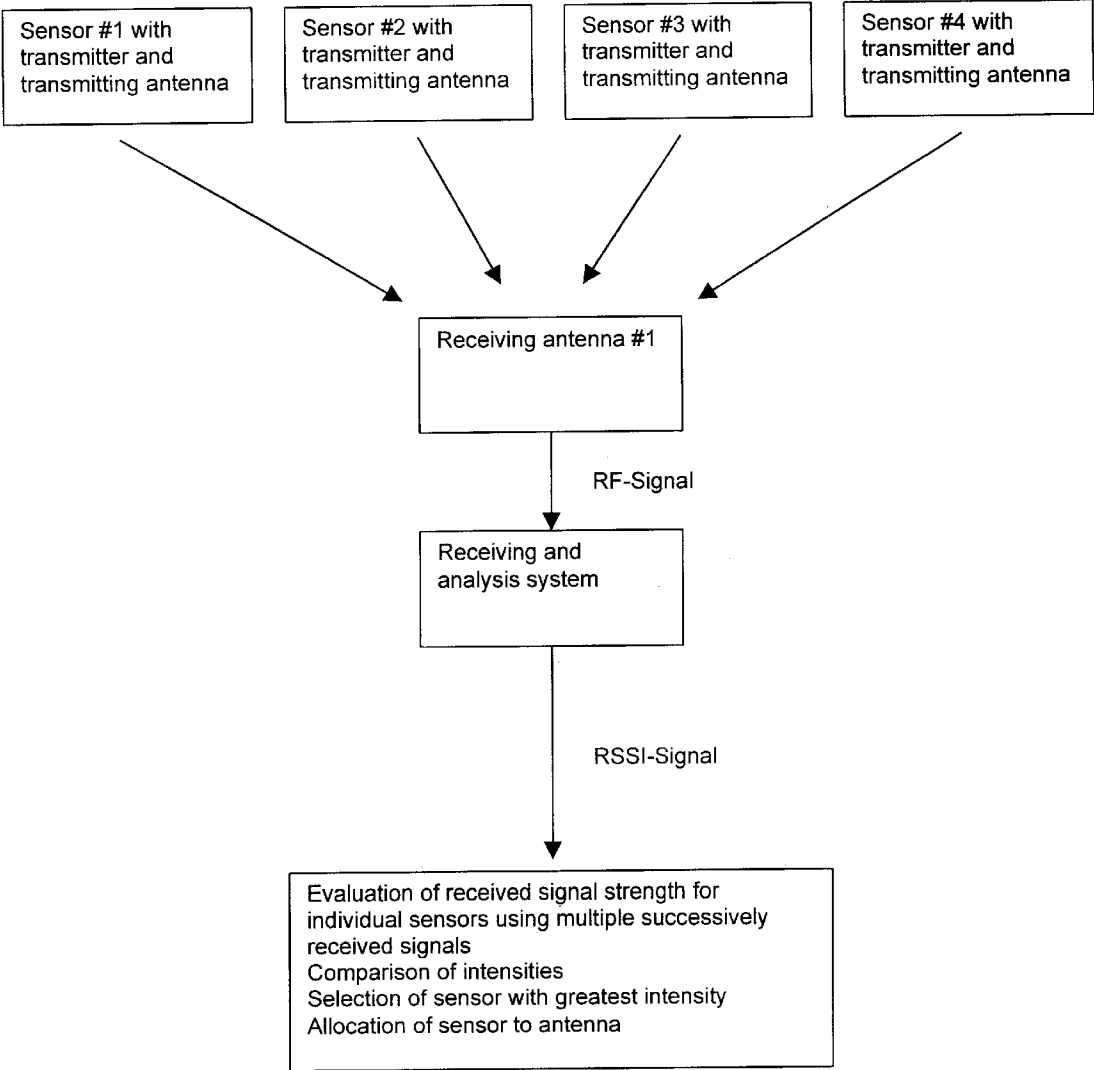 Sensor #1 with
transmitter and
transmitting antenna
Sensor #2 with
transmitter and
transmitting antenna
Sensor #3 with
transmitter and
transmitting antenna
Sensor #4 with
transmitter and
transmitting antenna
Receiving antenna #1
RF-Signal
Receiving and
analysis system
RSSI-Signal
Evaluation of received signal strength for
individual sensors using multiple successively
received signals
Comparison of intensities
Selection of sensor with greatest intensity
Allocation of sensor to antenna